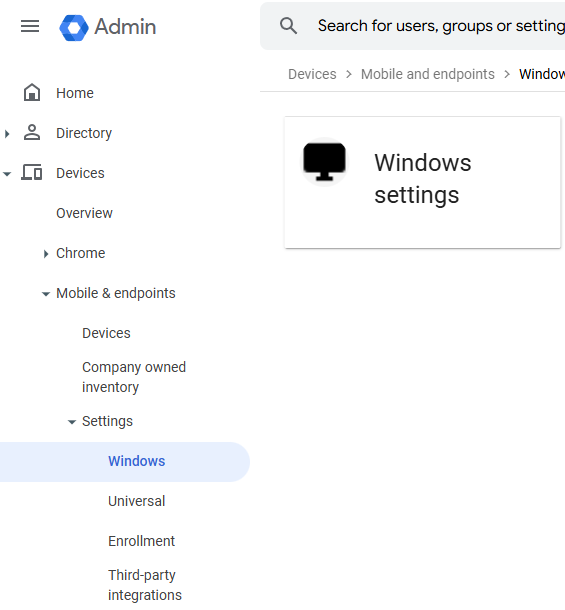 Admin
Search for users, groups or setting
Devices > Mobile and endpoints > Window
Home
Directory
Devices
Overview
Chrome
Mobile & endpoints
Devices
Company owned
inventory
Settings
Windows
Universal
Enrollment
Third-party
integrations
Windows
settings